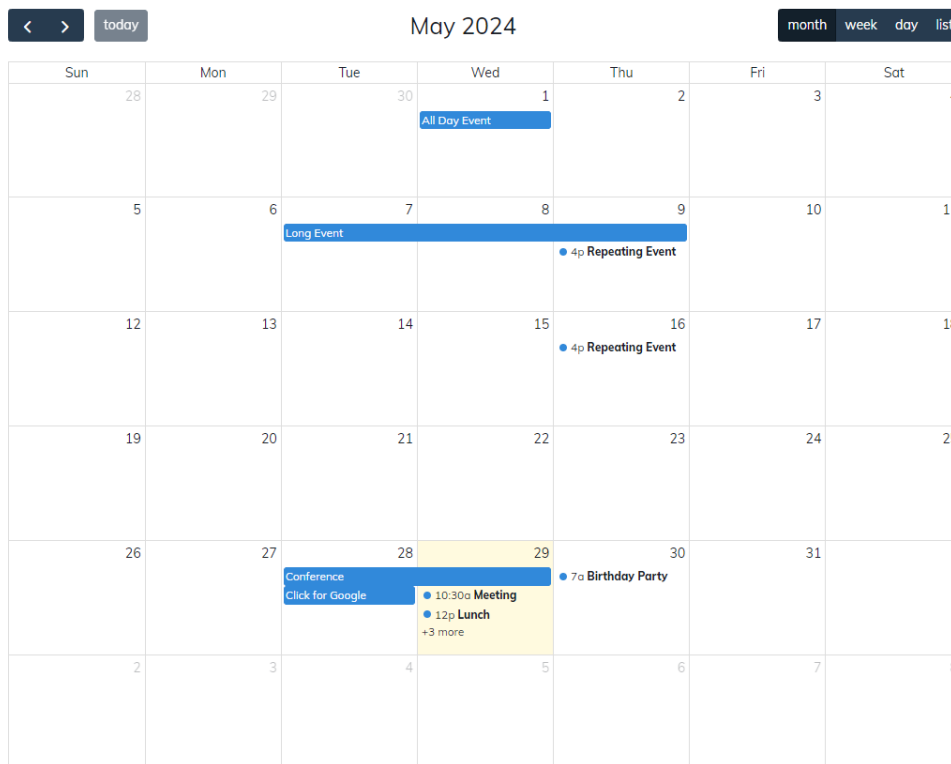 today
May 2024
month week day list
Sun Mon Tue Wed Thu Fri Sat
28 29 30 1 2 3
All Day Event
5 6 7 8 9 10
Long Event
4p Repeating Event
12 13 14 15 16 17
4p Repeating Event
19 20 21 22 23 24
26 27 28 29 30 31
Conference
7a Birthday Party
Click for Google
10:30a Meeting
12p Lunch
+3 more
2 3 4 5 6 7